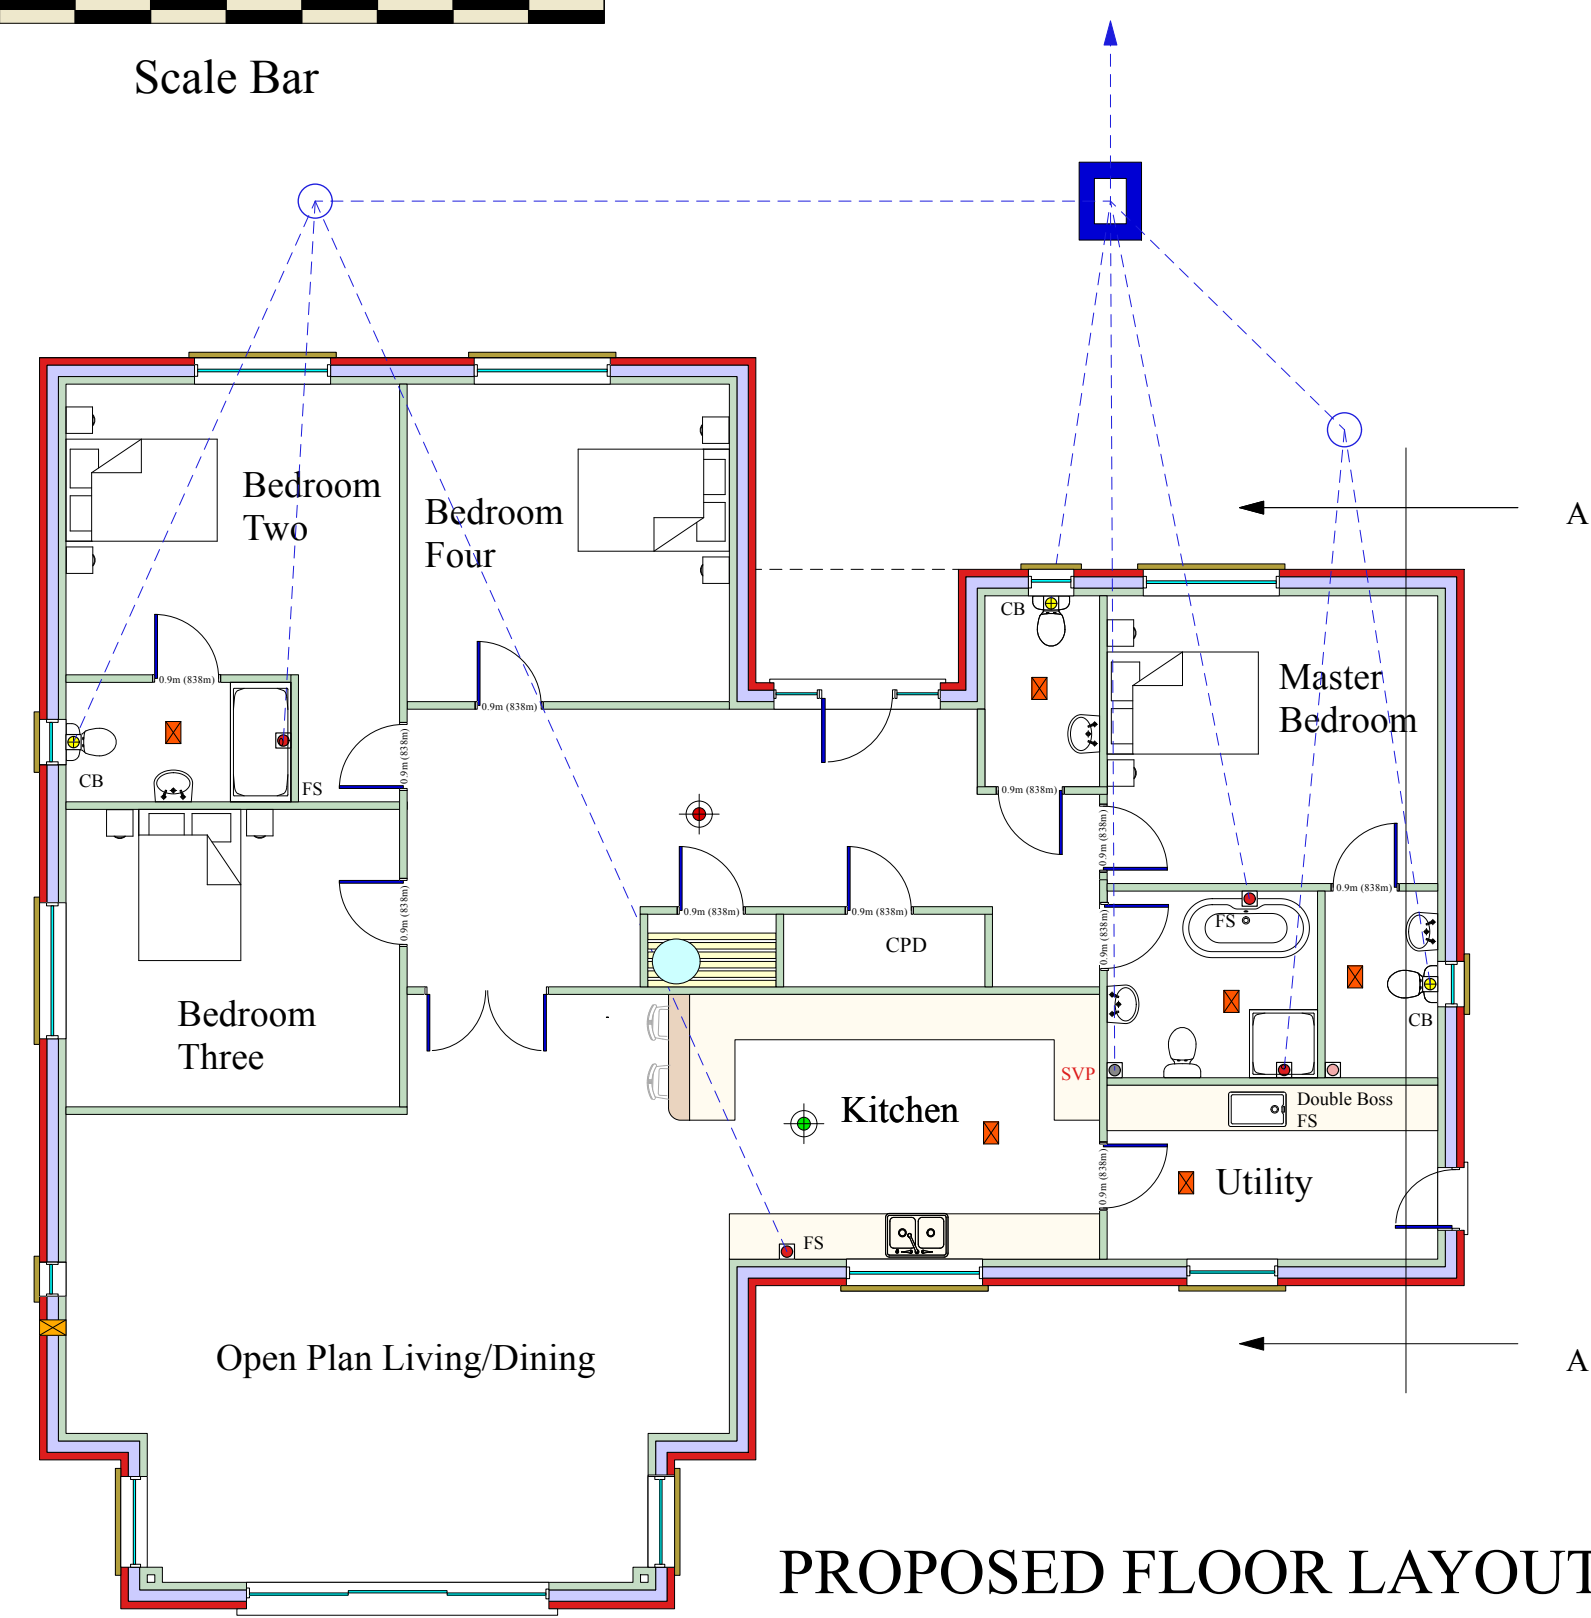 Scale Bar
A
Bedroom
Two
Bedroom
Four
CB
Master
Bedroom
0.9m (838m)
0.9m (838m)
0.9m (838m)
CB
FS
0.9m (838m)
0.9m (838m)
0.9m (838m)
0.9m (838m)
0.9m (838m)
0.9m (838m)
0.9m (838m)
0.9m (838m)
FS
CPD
Bedroom
Three
CB
SVP
Kitchen
Double Boss
FS
0.9m (838m)
Utility
FS
Open Plan Living/Dining
A
PROPOSED FLOOR LAYOUT